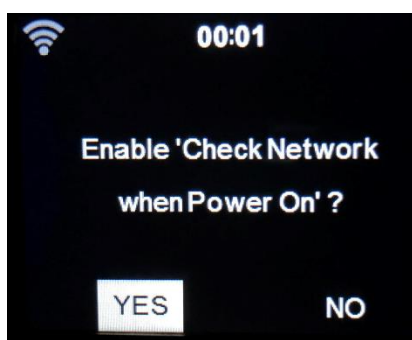 00:01
Enable 'Check Network
when Power On' ?
YES NO